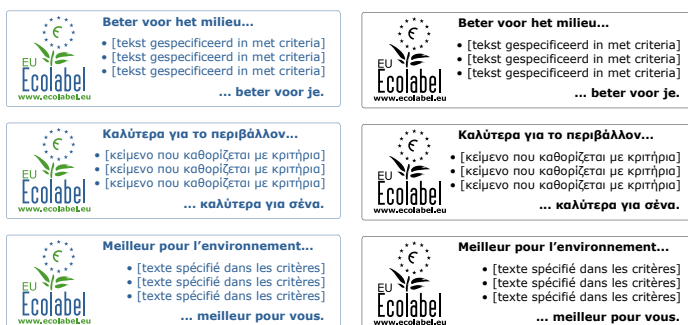 Beter voor het milieu...
• [tekst gespecificeerd in met criteria]
• [tekst gespecificeerd in met criteria]
• [tekst gespecificeerd in met criteria]
... beter voor je.
EU
Ecolabel
www.ecolabel.eu
Beter voor het milieu...
• [tekst gespecificeerd in met criteria]
• [tekst gespecificeerd in met criteria]
• [tekst gespecificeerd in met criteria]
... beter voor je.
EU
Ecolabel
www.ecolabel.eu
Καλύτερα για το περιβάλλον...
• [κείμενο που καθορίζεται με κριτήρια]
• [κείμενο που καθορίζεται με κριτήρια]
• [κείμενο που καθορίζεται με κριτήρια]
... καλύτερα για σένα.
EU
Ecolabel
www.ecolabel.eu
Καλύτερα για το περιβάλλον...
• [κείμενο που καθορίζεται με κριτήρια]
• [κείμενο που καθορίζεται με κριτήρια]
• [κείμενο που καθορίζεται με κριτήρια]
... καλύτερα για σένα.
EU
Ecolabel
www.ecolabel.eu
Meilleur pour l’environnement...
• [texte spécifié dans les critères]
• [texte spécifié dans les critères]
• [texte spécifié dans les critères]
... meilleur pour vous.
EU
Ecolabel
www.ecolabel.eu
Meilleur pour l’environnement...
• [texte spécifié dans les critères]
• [texte spécifié dans les critères]
• [texte spécifié dans les critères]
... meilleur pour vous.
EU
Ecolabel
www.ecolabel.eu